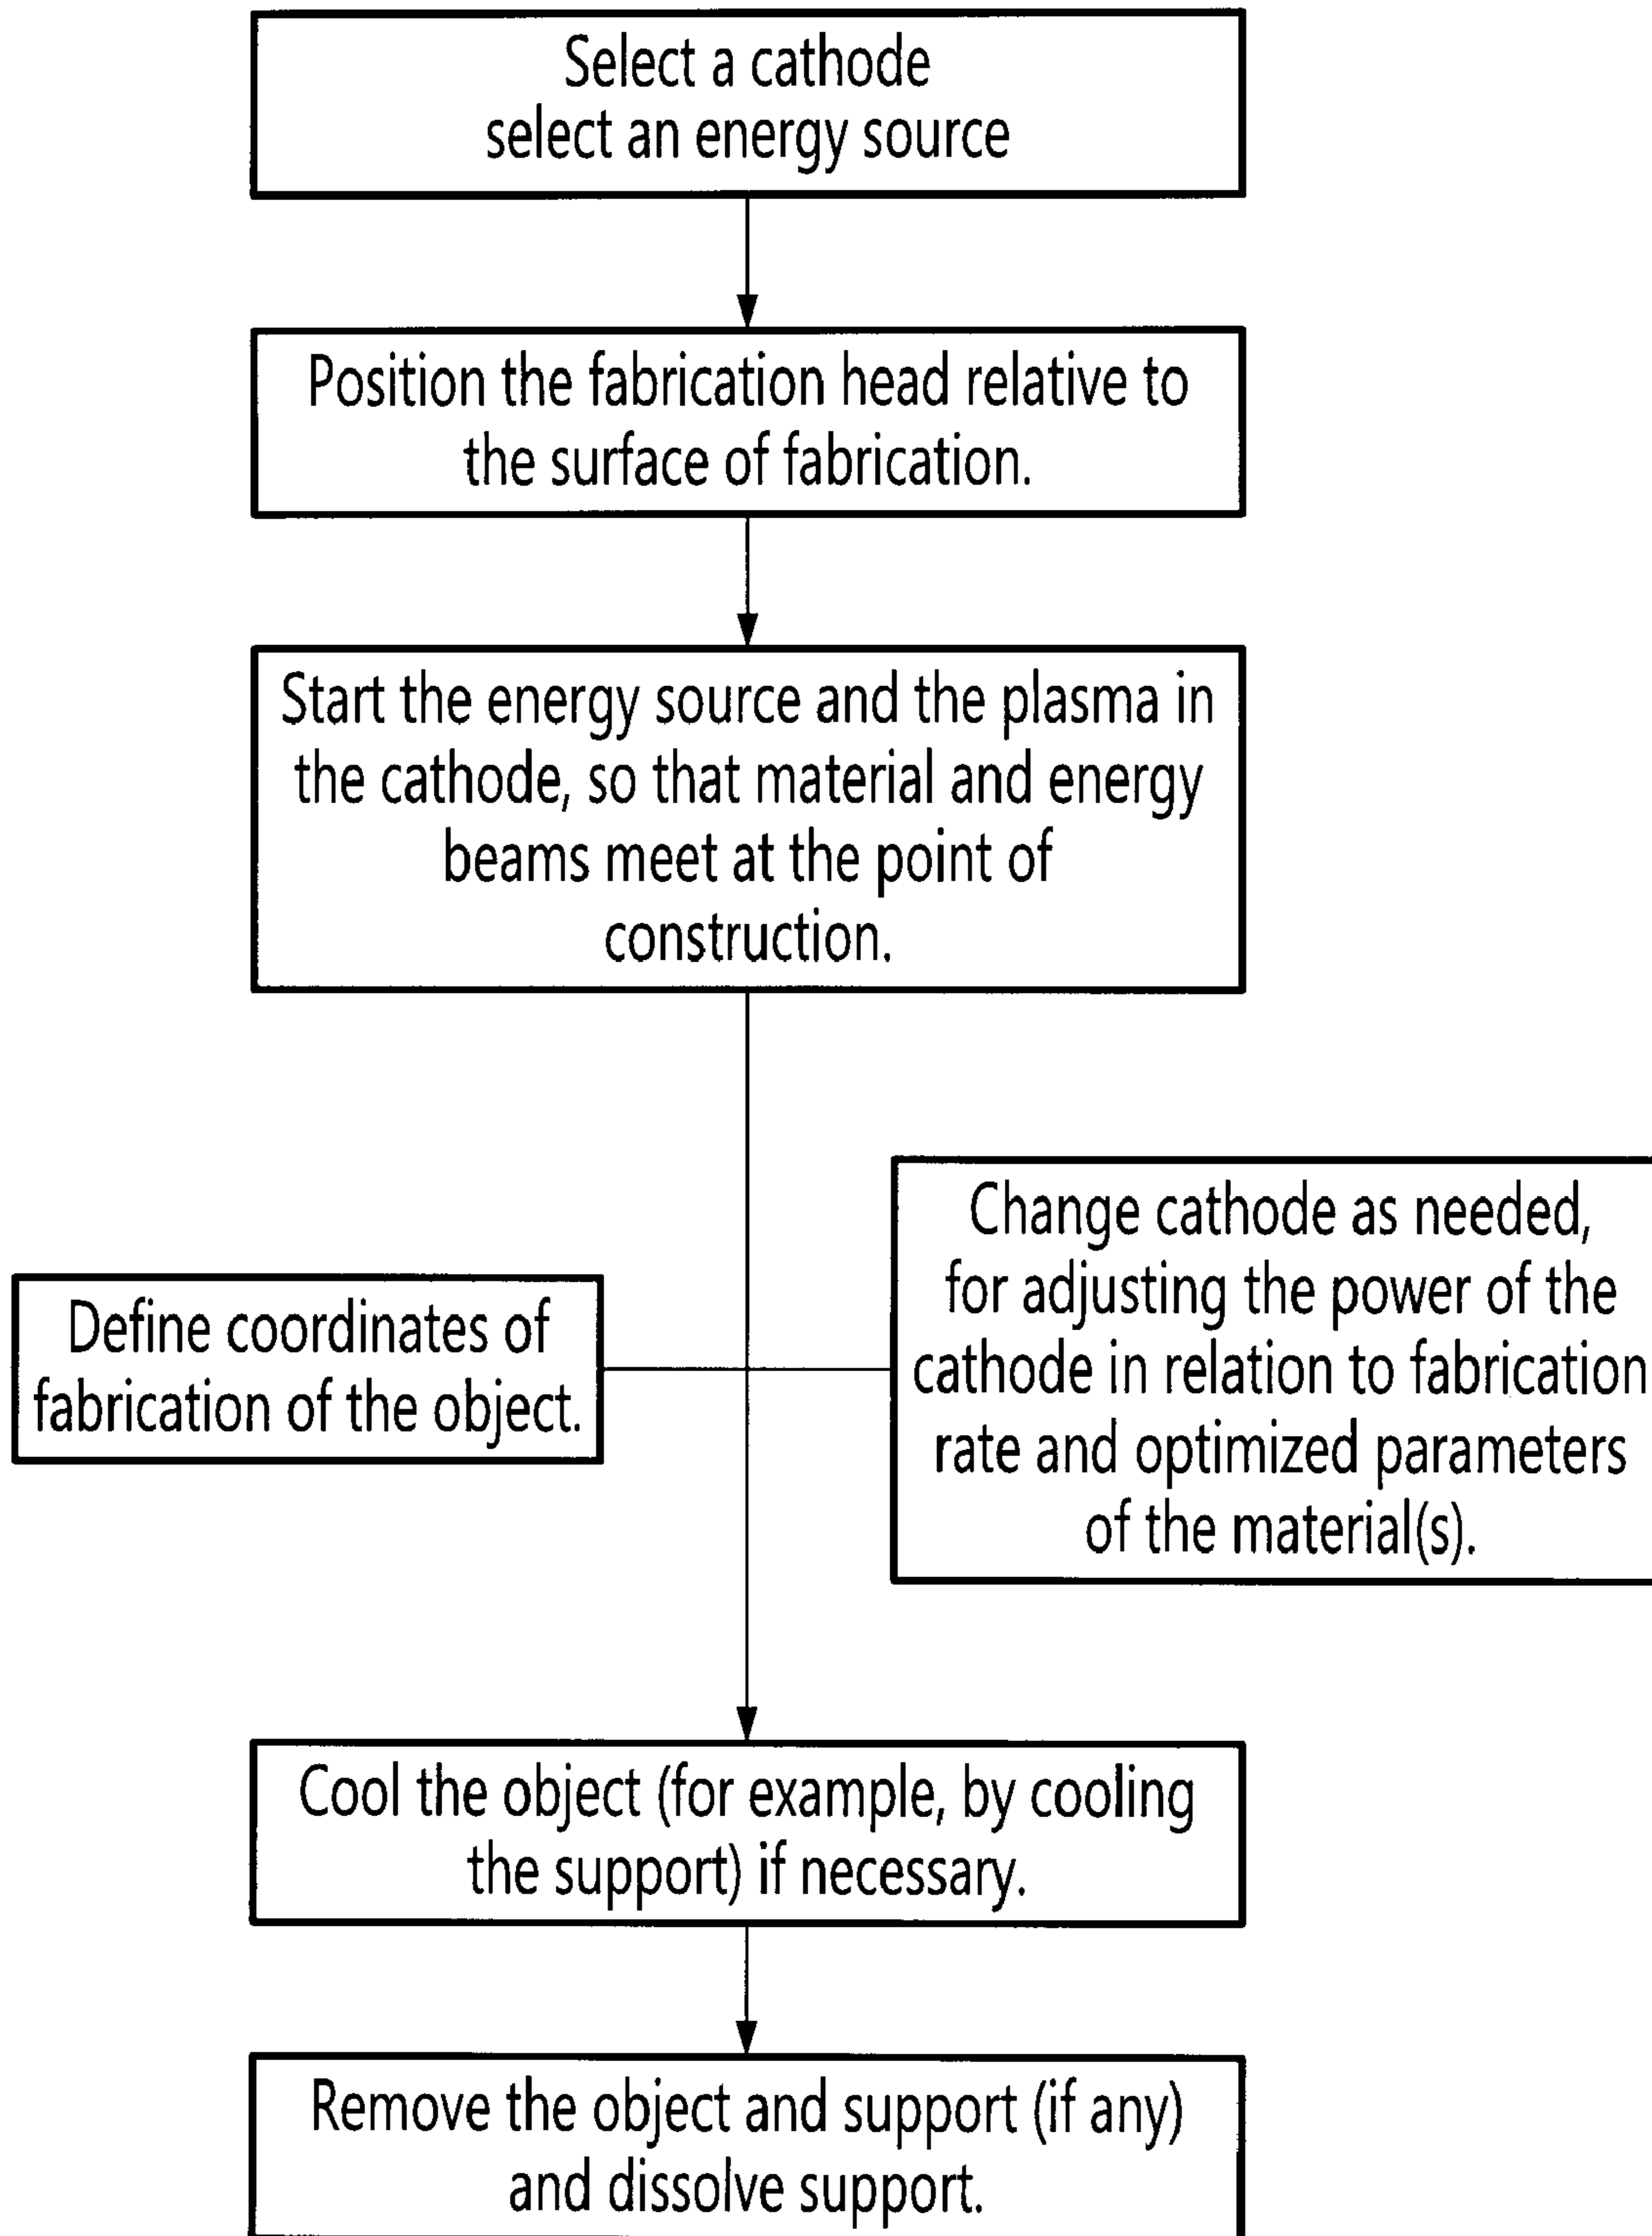 Select a cathode
select an energy source
Position the fabrication head relative to
the surface of fabrication.
Start the energy source and the plasma in
the cathode, so that material and energy
beams meet at the point of
construction.
Define coordinates of
fabrication of the object.
Change cathode as needed,
for adjusting the power of the
cathode in relation to fabrication
rate and optimized parameters
of the material(s).
Cool the object (for example, by cooling
the support) if necessary.
Remove the object and support (if any)
and dissolve support.